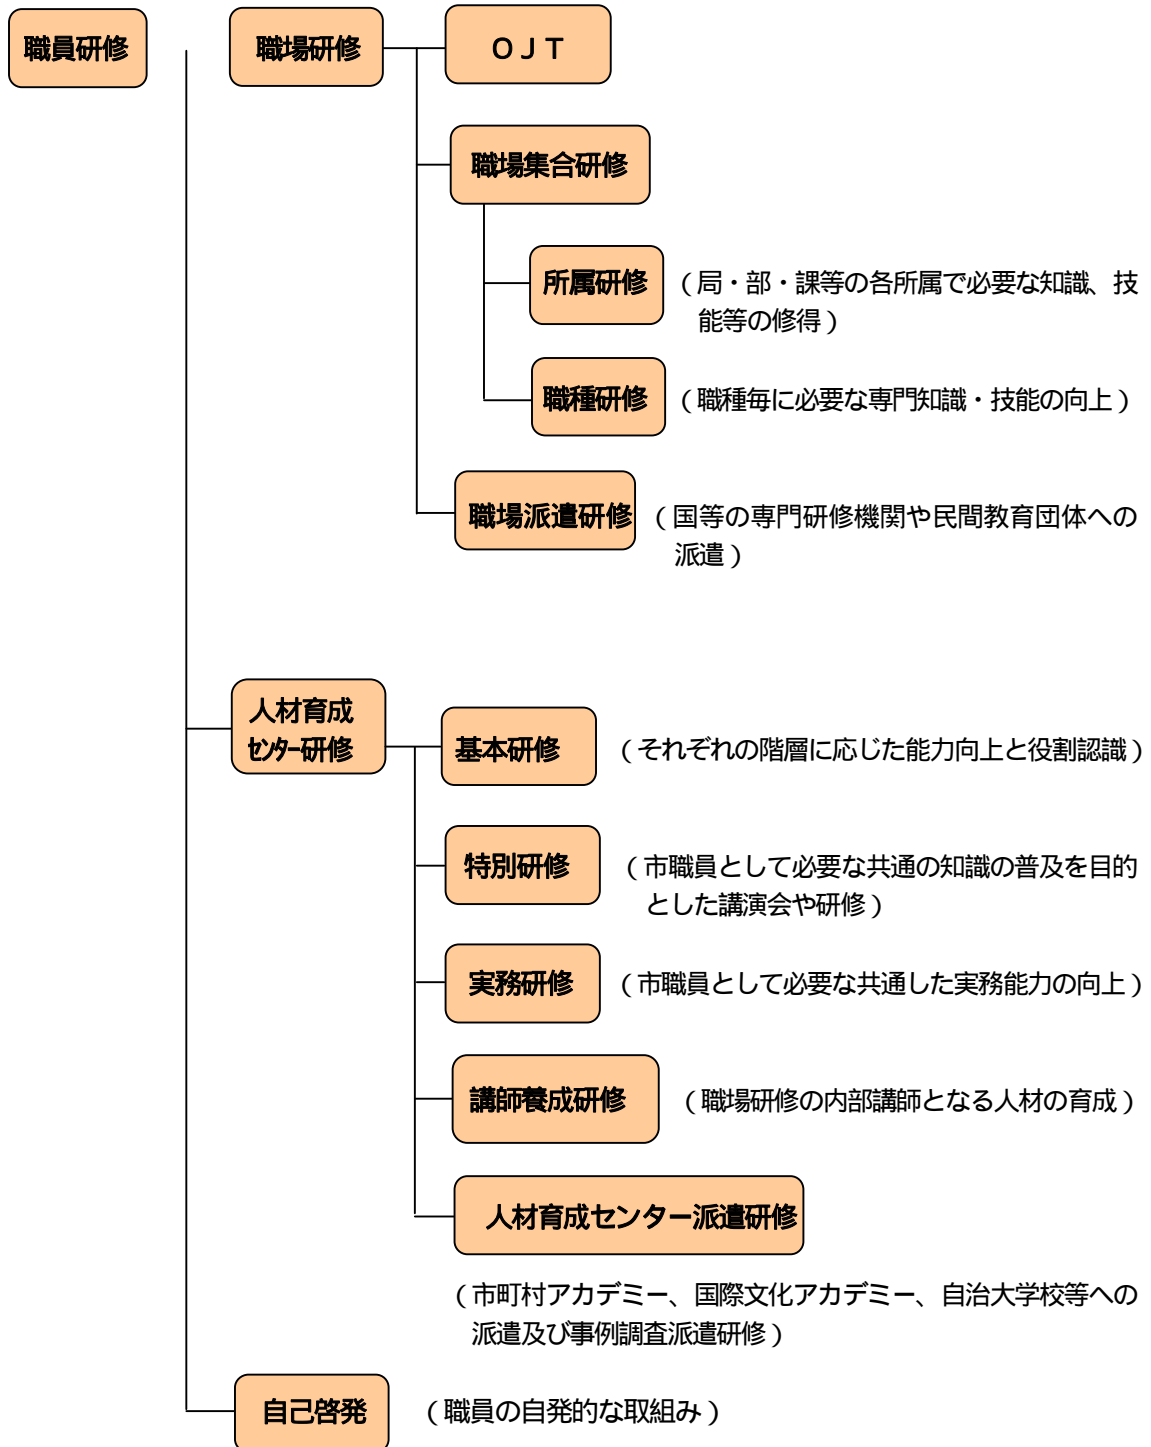 職員研修
職場研修
ＯＪＴ
職場集合研修
所属研修
（局・部・課等の各所属で必要な知識、技
能等の修得）
職種研修
（職種毎に必要な専門知識・技能の向上）
職場派遣研修
（国等の専門研修機関や民間教育団体への
派遣）
人材育成
ｾﾝﾀｰ研修
基本研修
（それぞれの階層に応じた能力向上と役割認識）
特別研修
（市職員として必要な共通の知識の普及を目的
とした講演会や研修）
実務研修
（市職員として必要な共通した実務能力の向上）
講師養成研修
（職場研修の内部講師となる人材の育成）
人材育成センター派遣研修
（市町村アカデミー、国際文化アカデミー、自治大学校等への
派遣及び事例調査派遣研修）
自己啓発
（職員の自発的な取組み）